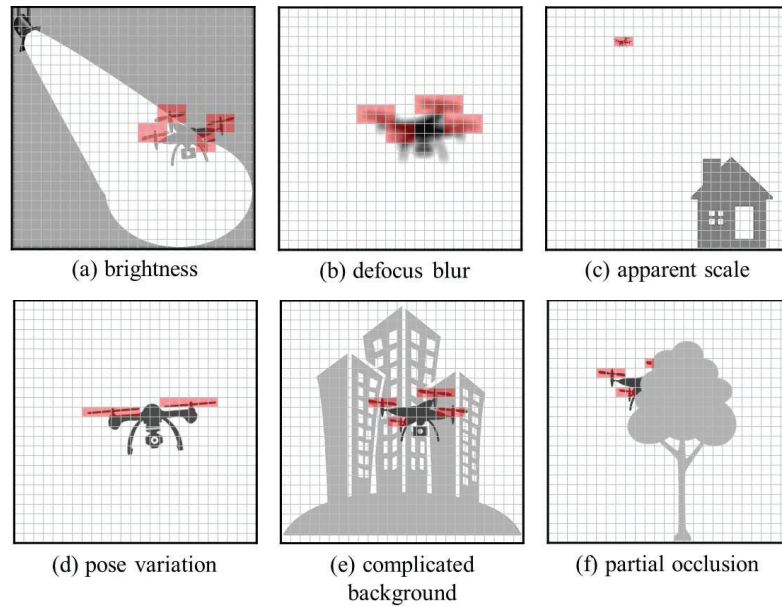 (a) brightness
(b) defocus blur
(c) apparent scale
(d) pose variation
(e) complicated
background
(f) partial occlusion